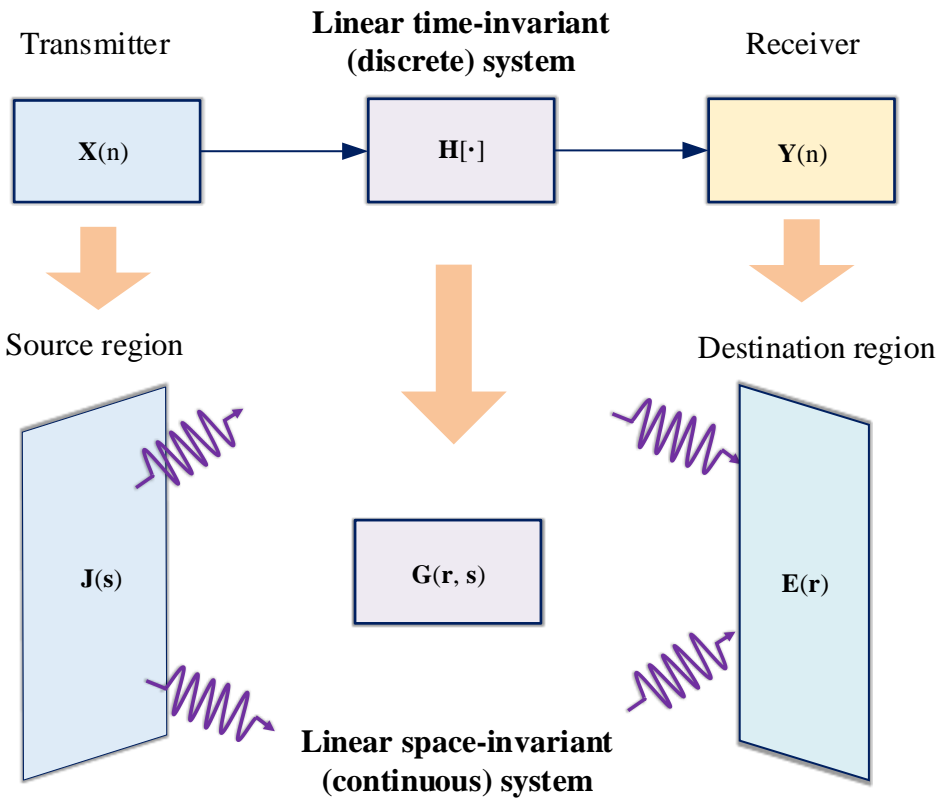 Transmitter
Linear time-invariant
(discrete) system
Receiver
X(n)
H[·]
Y(n)
Source region
Destination region
J(s)
G(r, s)
E(r)
Linear space-invariant
(continuous) system